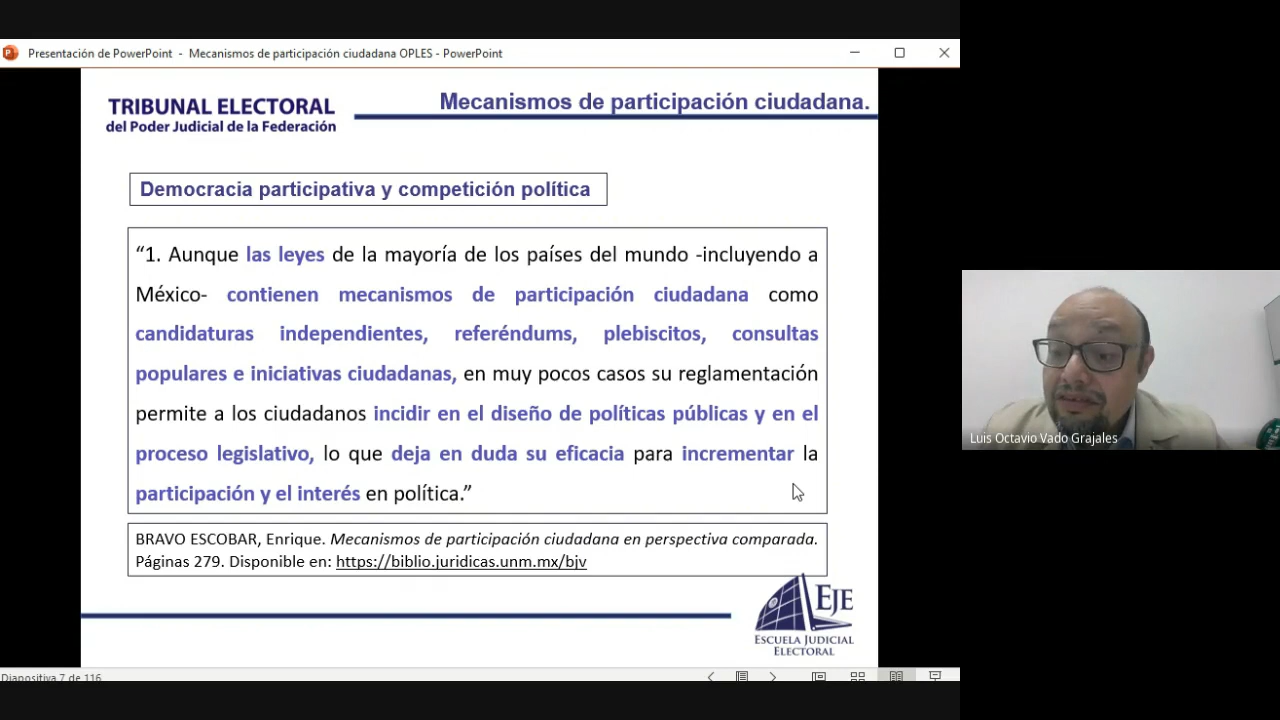 Presentación de PowerPoint - Mecanismos de participación ciudadana OPLES - PowerPoint
TRIBUNAL ELECTORAL
del Poder Judicial de la Federación
Mecanismos de participación ciudadana.
Democracia participativa y competición política
“1. Aunque las leyes de la mayoría de los países del mundo -incluyendo a
México- contienen mecanismos de participación ciudadana como
candidaturas independientes, referéndums, plebiscitos, consultas
populares e iniciativas ciudadanas, en muy pocos casos su reglamentación
permite a los ciudadanos incidir en el diseño de políticas públicas y en el
proceso legislativo, lo que deja en duda su eficacia para incrementar la
participación y el interés en política.”
BRAVO ESCOBAR, Enrique. Mecanismos de participación ciudadana en perspectiva comparada.
Páginas 279. Disponible en: https://biblio.juridicas.unm.mx/bjv
EJE
ESCUELA JUDICIAL
ELECTORAL
Diapositiva 7 de 116
Luis Octavio Vado Grajales